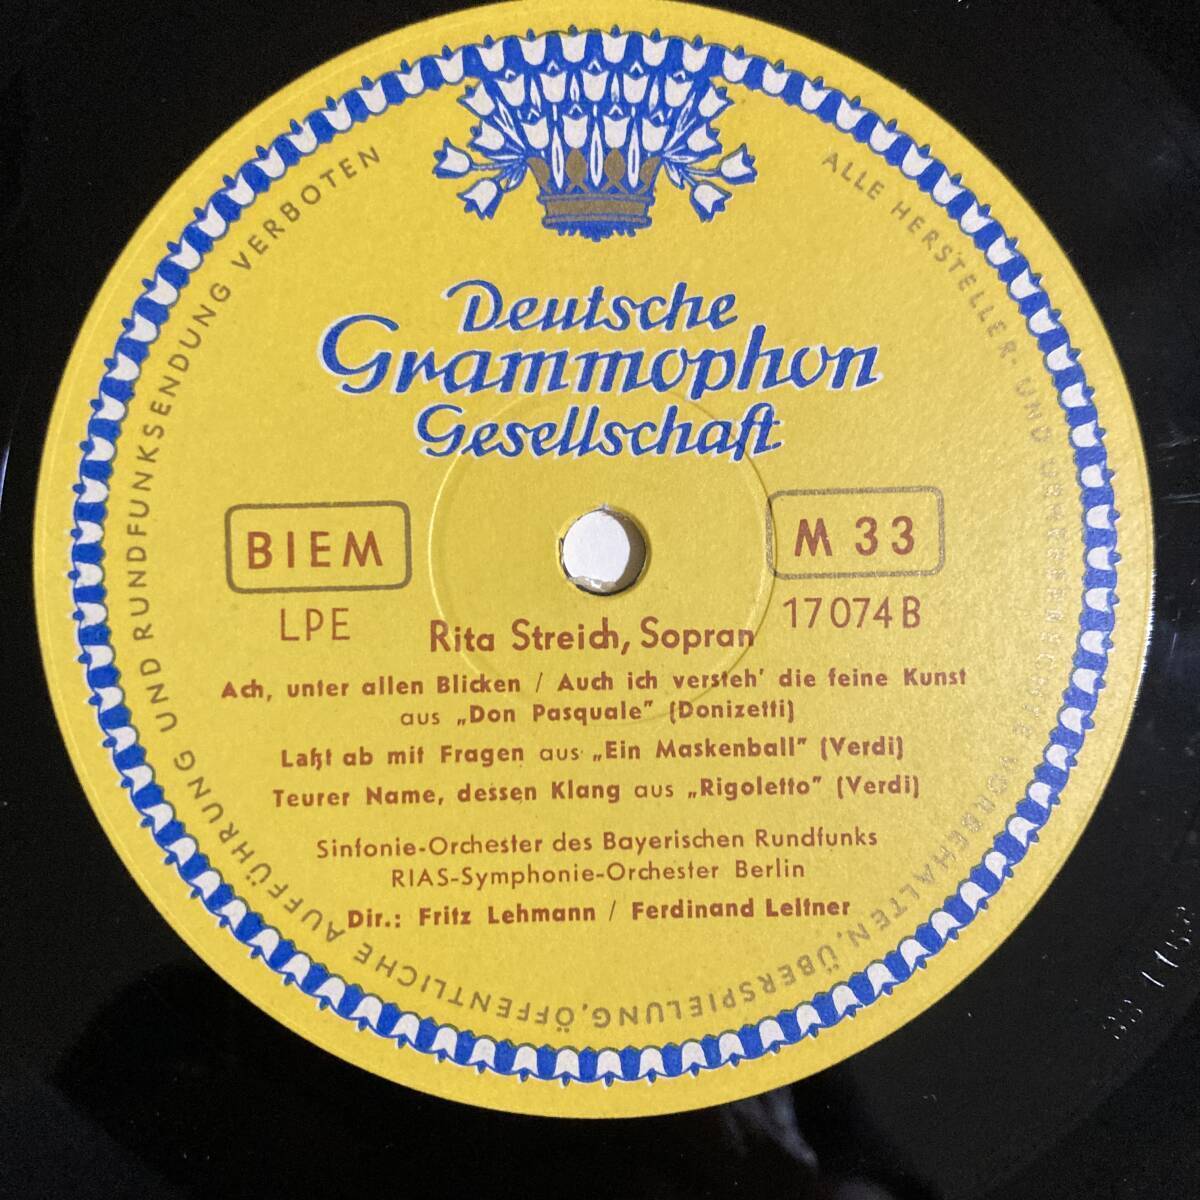 Deutsche
Grammophon
Gesellschaft
BIEM
M 33
LPE
17074 B
Rita Streich, Sopran
Ach, unter allen Blicken / Auch ich versteh' die feine Kunst
aus „Don Pasquale" (Donizetti)
Laßt ab mit Fragen aus „Ein Maskenball" (Verdi)
Teurer Name, dessen Klang aus „Rigoletto" (Verdi)
Sinfonie-Orchester des Bayerischen Rundfunks
RIAS-Symphonie-Orchester Berlin
Dir.: Fritz Lehmann / Ferdinand Leitner
ALLE HERSTELLER- UND URHEBERRECHTE VORBEHALTEN, ÜBERSPIELUNG, ÖFFENTLICHE AUFFÜHRUNG UND RUNDFUNKSENDUNG VERBOTEN